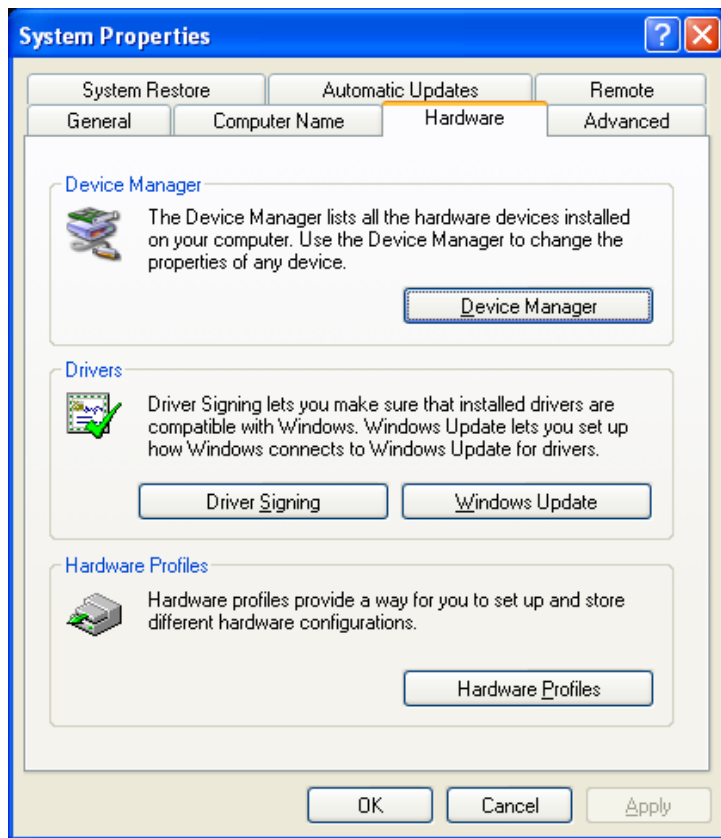 System Properties
System Restore
Automatic Updates
Remote
General
Computer Name
Hardware
Advanced
Device Manager
The Device Manager lists all the hardware devices installed
on your computer. Use the Device Manager to change the
properties of any device.
Device Manager
Drivers
Driver Signing lets you make sure that installed drivers are
compatible with Windows. Windows Update lets you set up
how Windows connects to Windows Update for drivers.
Driver Signing
Windows Update
Hardware Profiles
Hardware profiles provide a way for you to set up and store
different hardware configurations.
Hardware Profiles
OK
Cancel
Apply